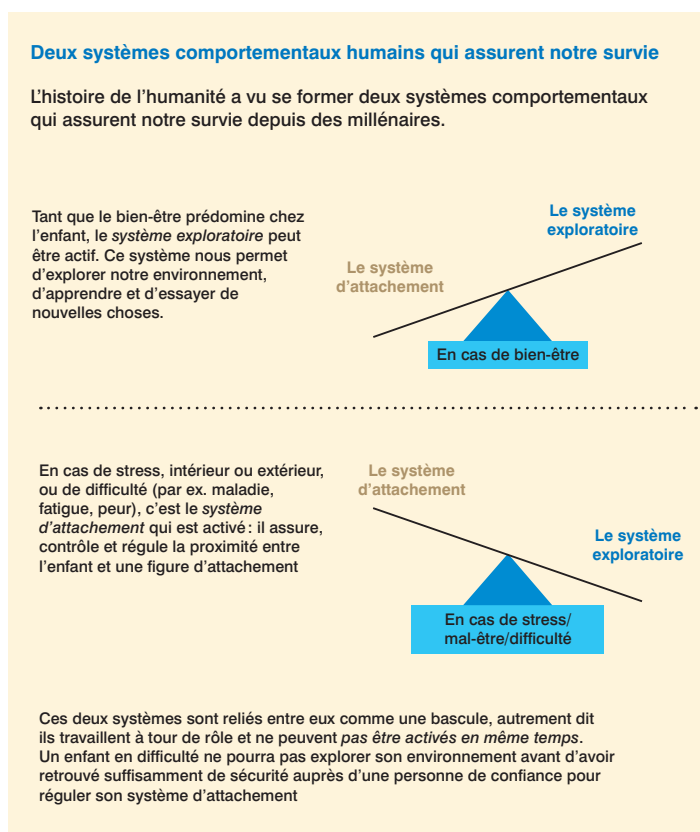 Deux systèmes comportementaux humains qui assurent notre survie
L'histoire de l'humanité a vu se former deux systèmes comportementaux
qui assurent notre survie depuis des millénaires.
Tant que le bien-être prédomine chez
l'enfant, le système exploratoire peut
être actif. Ce système nous permet
d'explorer notre environnement,
d'apprendre et d'essayer de
nouvelles choses.
Le système
exploratoire
Le système
d'attachement
En cas de bien-être
En cas de stress, intérieur ou extérieur,
ou de difficulté (par ex. maladie,
fatigue, peur), c'est le système
d'attachement qui est activé : il assure,
contrôle et régule la proximité entre
l'enfant et une figure d'attachement
Le système
d'attachement
Le système
exploratoire
En cas de stress/
mal-être/difficulté
Ces deux systèmes sont reliés entre eux comme une bascule, autrement dit
ils travaillent à tour de rôle et ne peuvent pas être activés en même temps.
Un enfant en difficulté ne pourra pas explorer son environnement avant d'avoir
retrouvé suffisamment de sécurité auprès d'une personne de confiance pour
réguler son système d'attachement